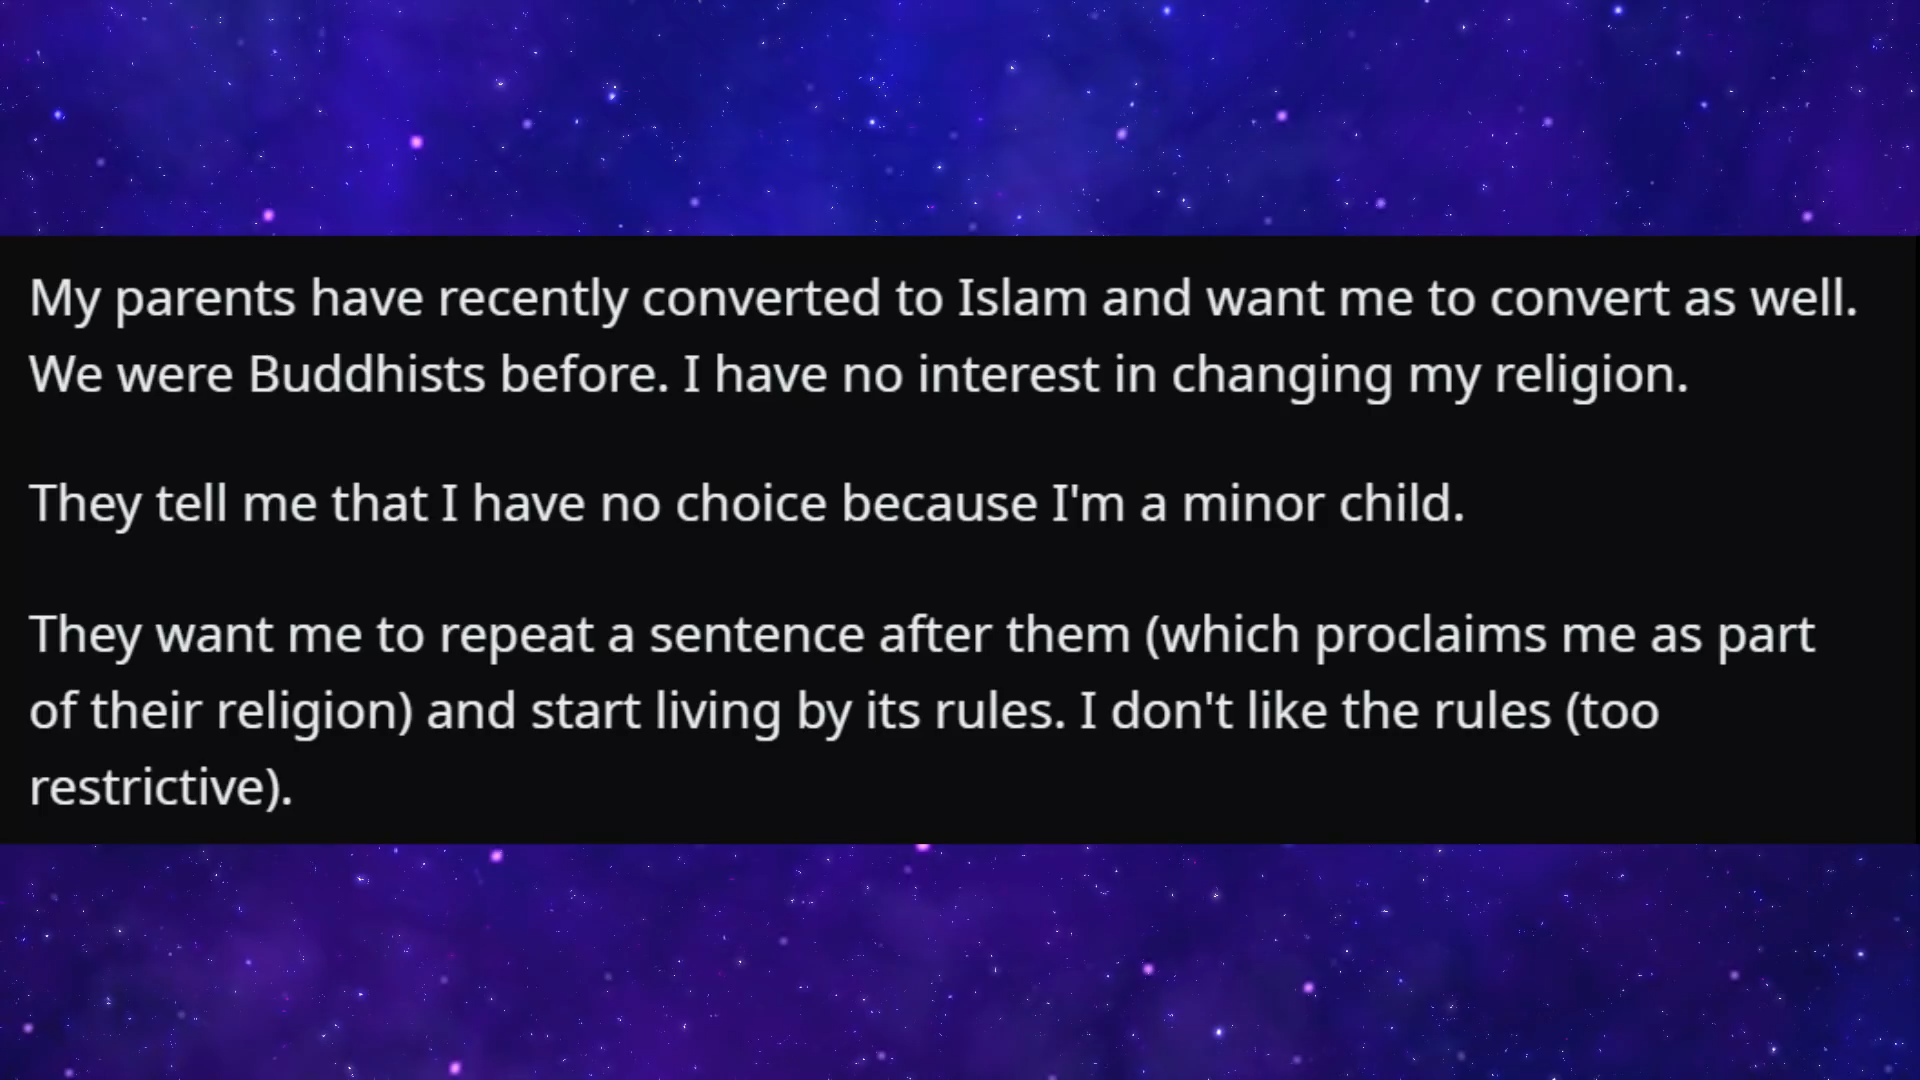 My parents have recently converted to Islam and want me to convert as well.
We were Buddhists before. I have no interest in changing my religion.
They tell me that I have no choice because I'm a minor child.
They want me to repeat a sentence after them (which proclaims me as part
of their religion) and start living by its rules. I don't like the rules (too
restrictive).